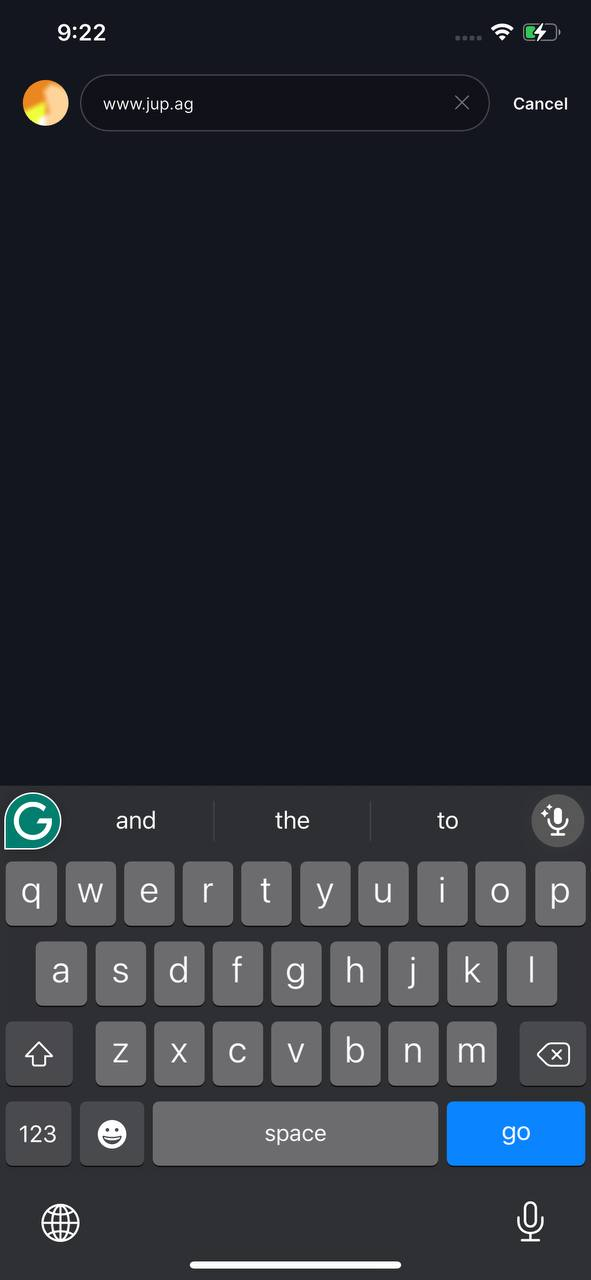 9:22
www.jup.ag
Cancel
and the to
q w e r t y u i o p
a s d f g h j k l
z x c v b n m
123 space go